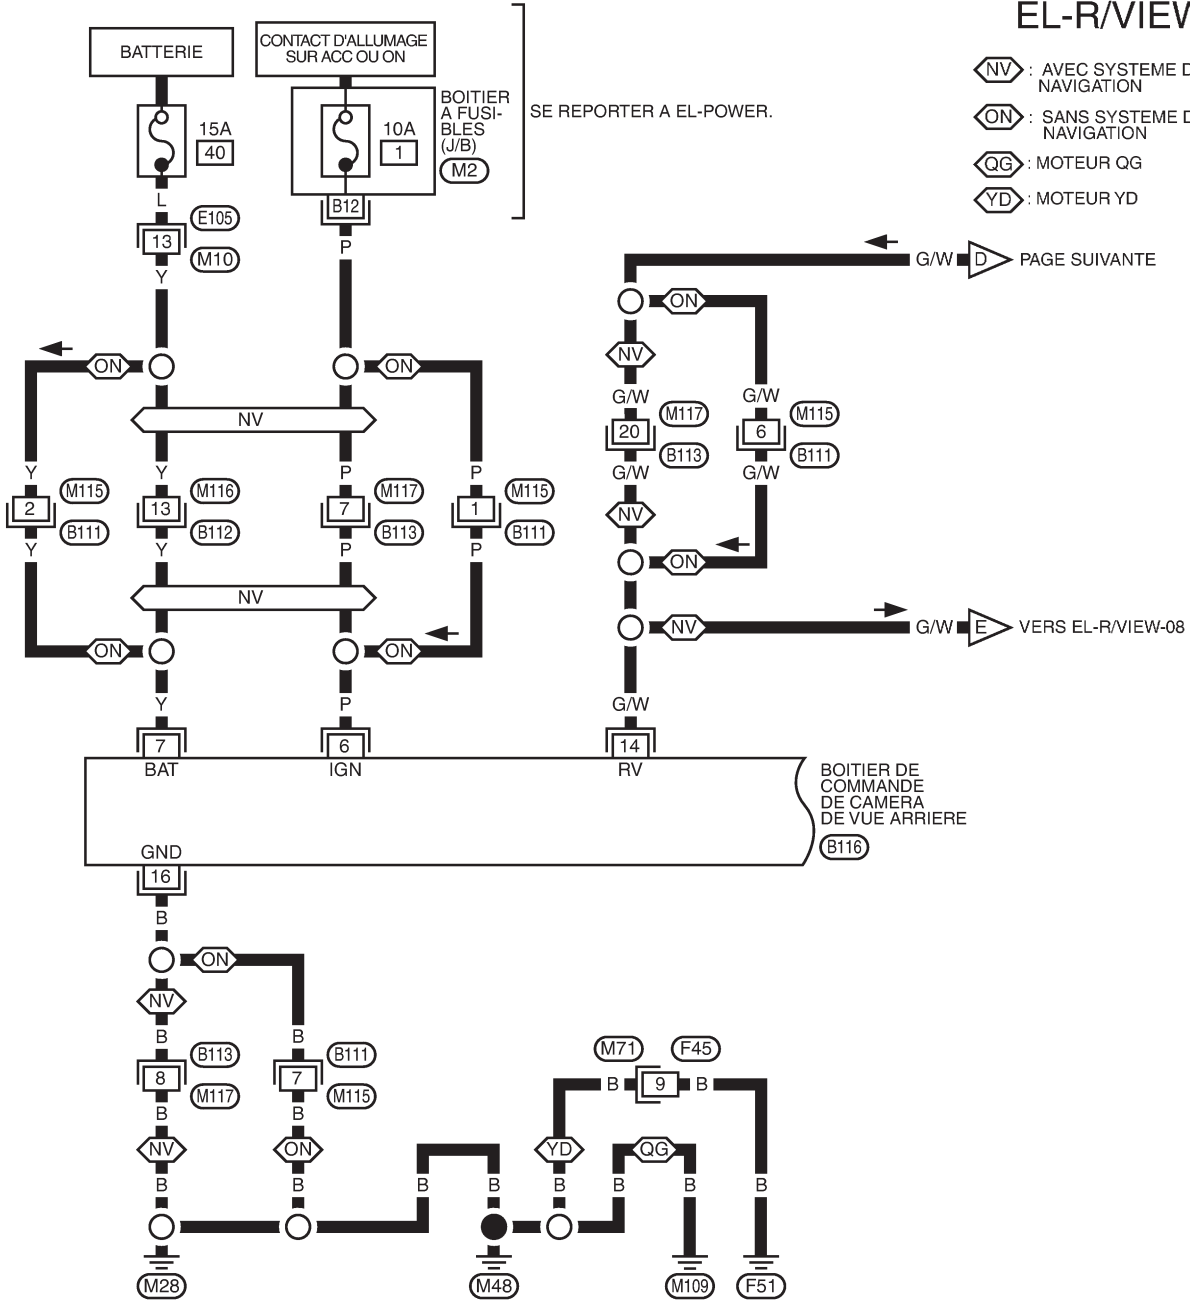 EL-R/VIEW
BATTERIE
CONTACT D'ALLUMAGE
SUR ACC OU ON
15A
40
10A
1
BOITIER
A FUSI-
BLES
(J/B)
M2
SE REPORTER A EL-POWER.
NV : AVEC SYSTEME D
NAVIGATION
ON : SANS SYSTEME D
NAVIGATION
QG : MOTEUR QG
YD : MOTEUR YD
L
B12
E105
13
M10
P
Y
G/W D PAGE SUIVANTE
ON
NV
ON
ON
G/W
G/W
NV
M117
M115
20
6
B113
B111
Y
Y
P
P
G/W
G/W
M115
M116
M117
M115
2
13
7
1
NV
B111
B112
B113
B111
Y
Y
P
P
ON
NV
NV
G/W E VERS EL-R/VIEW-08
ON
ON
Y
P
G/W
7
6
14
BAT
IGN
RV
BOITIER DE
COMMANDE
DE CAMERA
DE VUE ARRIERE
B116
GND
16
B
ON
NV
B
B
B113
B111
M71
F45
8
7
B
9
B
M117
M115
B
B
NV
ON
YD
QG
B
B
B
B
B
B
B
B
M28
M48
M109
F51